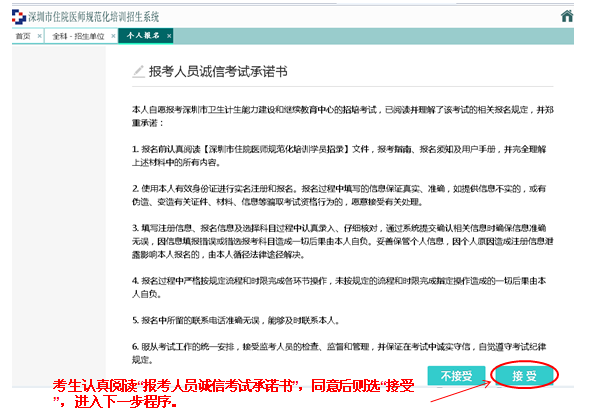 深圳市住院医师规范化培训招生系统
首页 × 全科 - 招生单位 × 个人报名 ×
报考人员诚信考试承诺书
本人自愿报考深圳市卫生计生能力建设和继续教育中心的招培考试，已阅读并理解了该考试的相关报名规定，并郑
重承诺：
1. 报名前认真阅读【深圳市住院医师规范化培训学员招录】文件，报考指南、报名须知及用户手册，并完全理解
上述材料中的所有内容。
2. 使用本人有效身份证进行实名注册和报名。报名过程中填写的信息保证真实、准确，如提供信息不实的，或有
伪造、变造有关证件、材料、信息等骗取考试资格行为的，愿意接受有关处理。
3. 填写注册信息、报名信息及选择科目过程中认真录入、仔细核对，通过系统提交确认相关信息时确保信息准确
无误，因信息填报错误或错选报考科目造成一切后果由本人自负。妥善保管个人信息，因个人原因造成注册信息泄
露影响本人报名的，由本人循径法律途径解决。
4. 报名过程中严格按规定流程和时限完成各环节操作，未按规定的流程和时限完成指定操作造成的一切后果由本
人自负。
5. 报名中所留的联系电话准确无误，能够及时联系本人。
6. 服从考试工作的统一安排，接受监考人员的检查、监督和管理，并保证在考试中诚实守信，自觉遵守考试纪律
规定。
不接受 接 受
考生认真阅读“报考人员诚信考试承诺书”，同意后则选“接受
”，进入下一步程序。